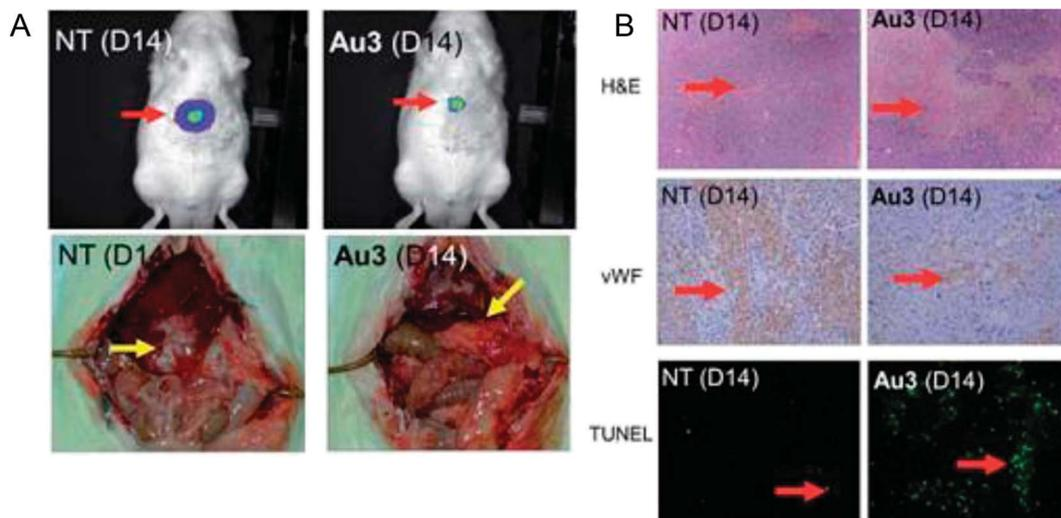 A
NT (D14)
Au3 (D14)
NT (D14)
Au3 (D14)
B
H&E
NT (D14)
Au3 (D14)
vWF
NT (D14)
Au3 (D14)
TUNEL
NT (D14)
Au3 (D14)